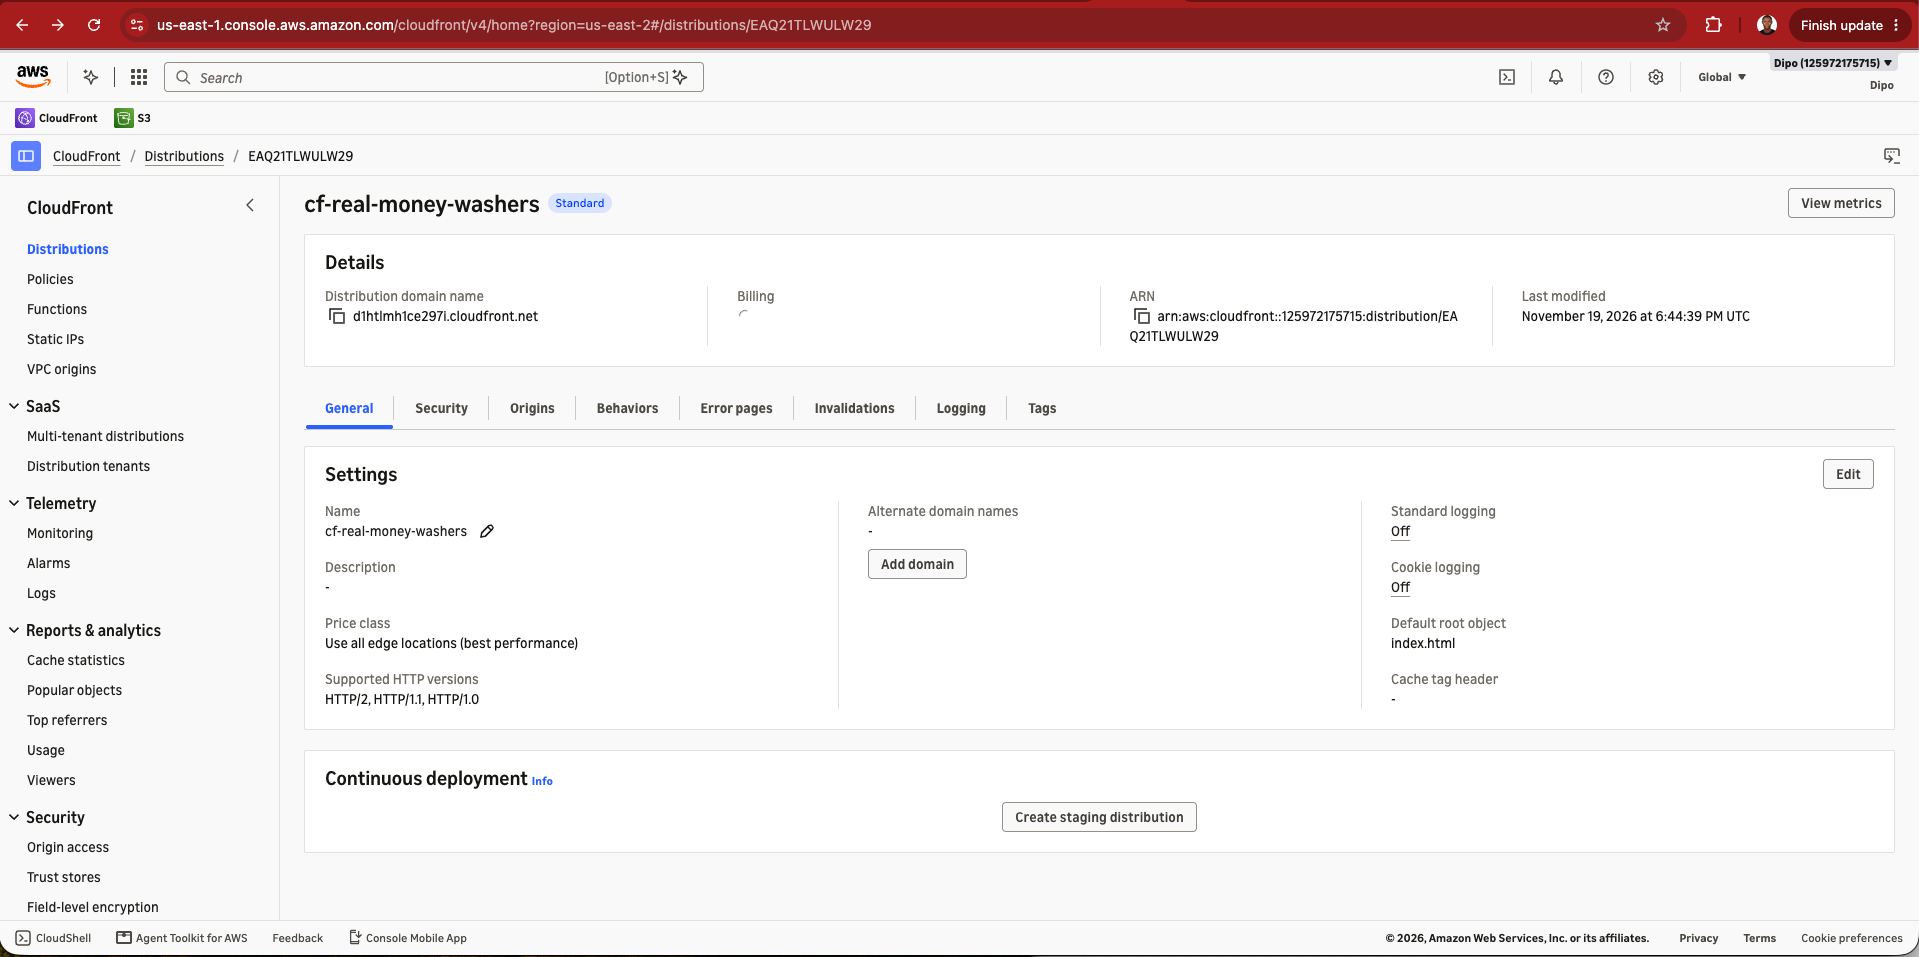 us-east-1.console.aws.amazon.com/cloudfront/v4/home?region=us-east-2#/distributions/EAQ21TLWULW29
Finish update
aws
Search
[Option+S]
Global
Dipo (125972175715)
Dipo
CloudFront
S3
CloudFront / Distributions / EAQ21TLWULW29
CloudFront
Distributions
Policies
Functions
Static IPs
VPC origins
SaaS
Multi-tenant distributions
Distribution tenants
Telemetry
Monitoring
Alarms
Logs
Reports & analytics
Cache statistics
Popular objects
Top referrers
Usage
Viewers
Security
Origin access
Trust stores
Field-level encryption
cf-real-money-washers
Standard
View metrics
Details
Distribution domain name
d1htlmh1ce297i.cloudfront.net
Billing
ARN
arn:aws:cloudfront::125972175715:distribution/EA
Q21TLWULW29
Last modified
November 19, 2026 at 6:44:39 PM UTC
General
Security
Origins
Behaviors
Error pages
Invalidations
Logging
Tags
Settings
Edit
Name
cf-real-money-washers
Description
-
Price class
Use all edge locations (best performance)
Supported HTTP versions
HTTP/2, HTTP/1.1, HTTP/1.0
Alternate domain names
-
Add domain
Standard logging
Off
Cookie logging
Off
Default root object
index.html
Cache tag header
-
Continuous deployment Info
Create staging distribution
CloudShell
Agent Toolkit for AWS
Feedback
Console Mobile App
© 2026, Amazon Web Services, Inc. or its affiliates.
Privacy
Terms
Cookie preferences